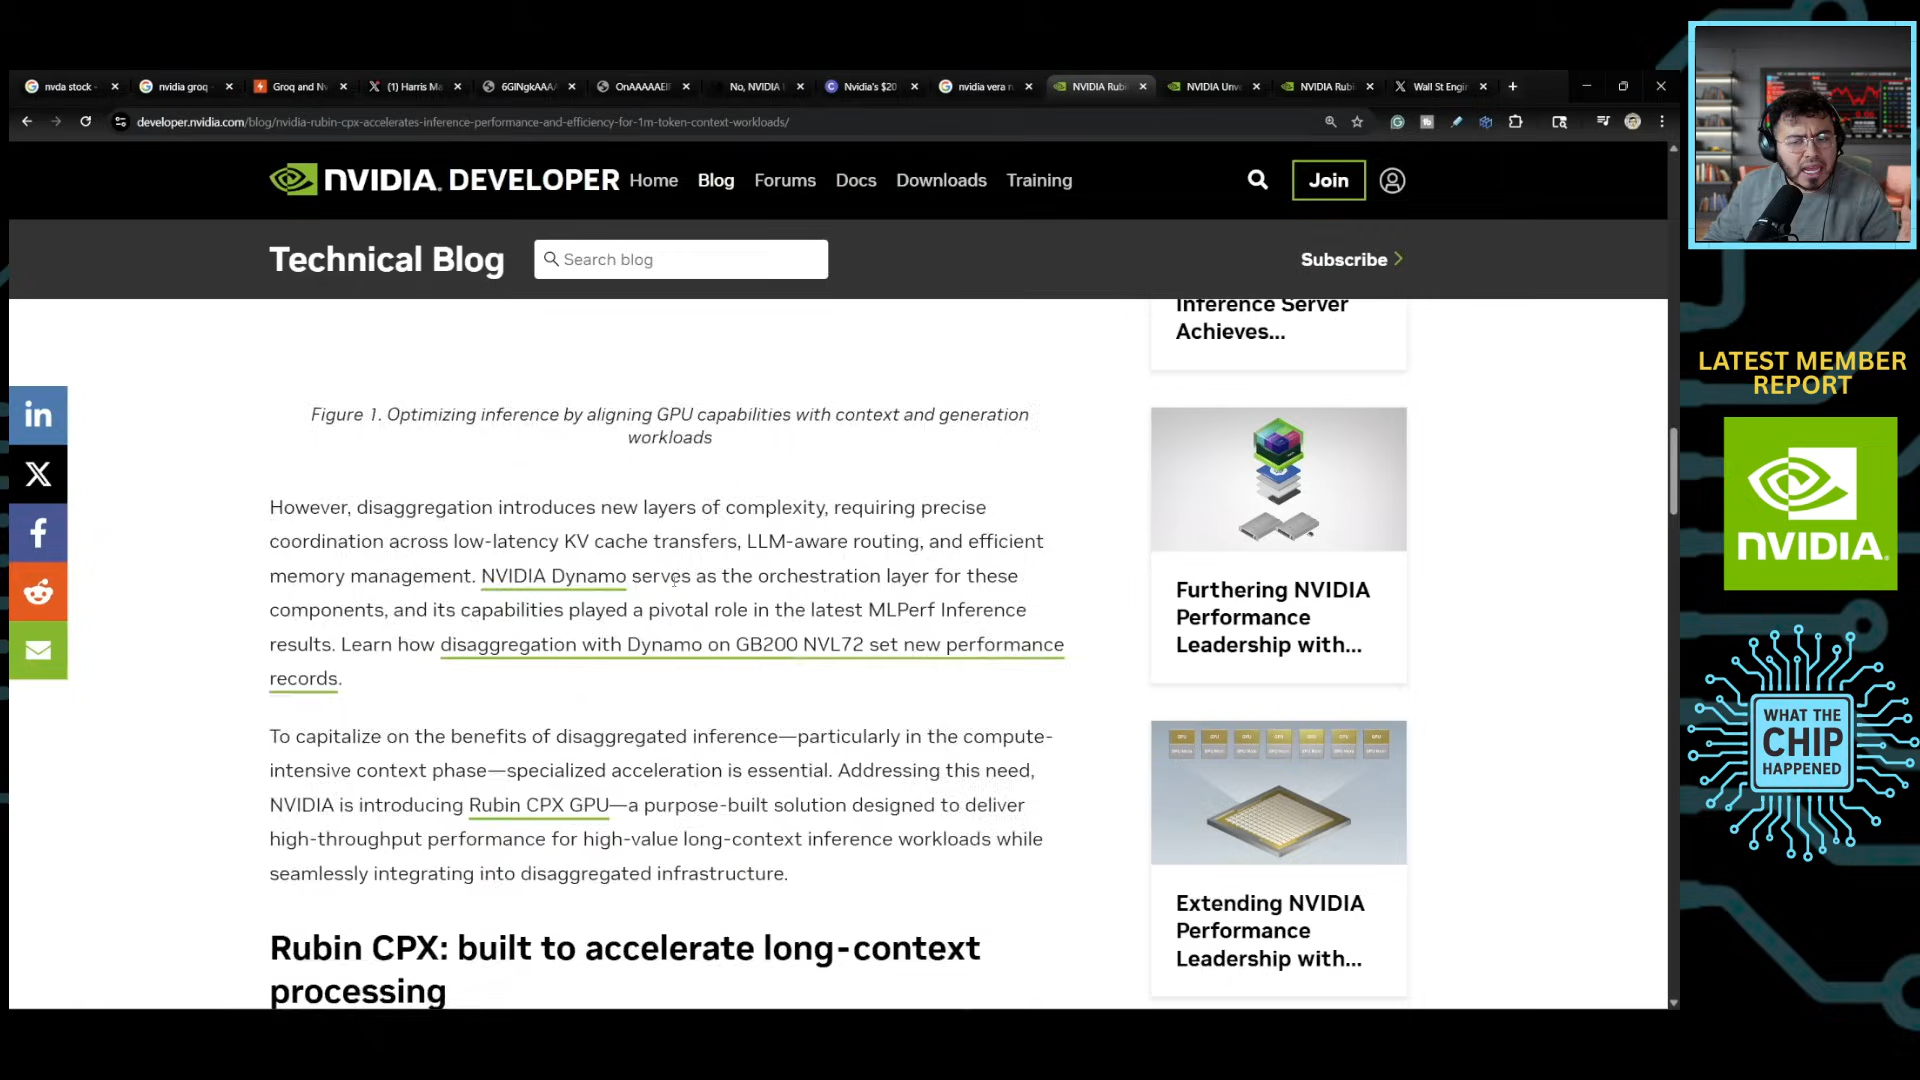 nvda stock
nvidia groq
Groq and Nv
(1) Harris Ma
6GINgkAAA
OnAAAAAEIF
No, NVIDIA
Nvidia's $20
nvidia vera r
NVIDIA Rubi
NVIDIA Unve
NVIDIA Rubi
Wall St Engin
developer.nvidia.com/blog/nvidia-rubin-cpx-accelerates-inference-performance-and-efficiency-for-1m-token-context-workloads/
NVIDIA. DEVELOPER
Home
Blog
Forums
Docs
Downloads
Training
Join
Technical Blog
Search blog
Subscribe
Inference Server
Achieves...
Figure 1. Optimizing inference by aligning GPU capabilities with context and generation
workloads
However, disaggregation introduces new layers of complexity, requiring precise
coordination across low-latency KV cache transfers, LLM-aware routing, and efficient
memory management. NVIDIA Dynamo serves as the orchestration layer for these
components, and its capabilities played a pivotal role in the latest MLPerf Inference
results. Learn how disaggregation with Dynamo on GB200 NVL72 set new performance
records.
To capitalize on the benefits of disaggregated inference—particularly in the compute-
intensive context phase—specialized acceleration is essential. Addressing this need,
NVIDIA is introducing Rubin CPX GPU—a purpose-built solution designed to deliver
high-throughput performance for high-value long-context inference workloads while
seamlessly integrating into disaggregated infrastructure.
Rubin CPX: built to accelerate long-context
processing
Furthering NVIDIA
Performance
Leadership with...
Extending NVIDIA
Performance
Leadership with...
LATEST MEMBER
REPORT
NVIDIA.
WHAT THE
CHIP
HAPPENED